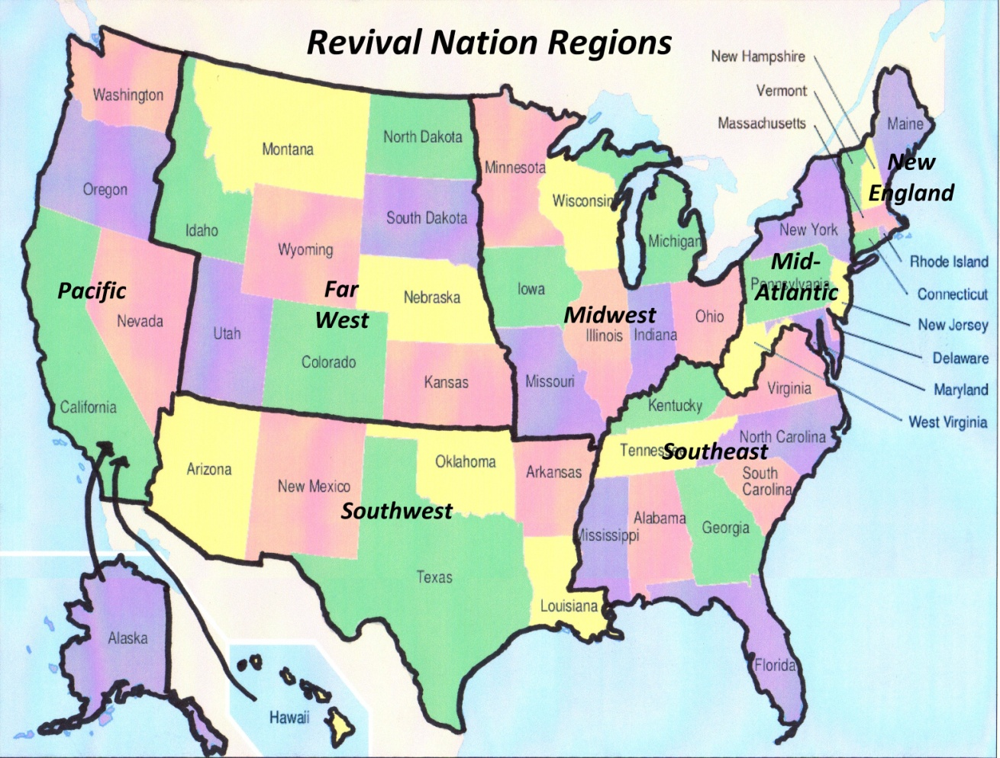 Revival Nation Regions
New Hampshire
Vermont
Massachusetts
Washington
Montana
North Dakota
Minnesota
Maine
Oregon
Idaho
Wyoming
South Dakota
Wisconsin
Michigan
New York
New
England
Rhode Island
Connecticut
New Jersey
Delaware
Maryland
West Virginia
Pacific
Nevada
California
Far
West
Utah
Colorado
Nebraska
Kansas
Iowa
Midwest
Illinois
Indiana
Ohio
Missouri
Mid-
Pennsylvania
Atlantic
Virginia
Kentucky
Tennessee
Southeast
North Carolina
South
Carolina
Arizona
New Mexico
Oklahoma
Arkansas
Southwest
Texas
Louisiana
Mississippi
Alabama
Georgia
Florida
Alaska
Hawaii